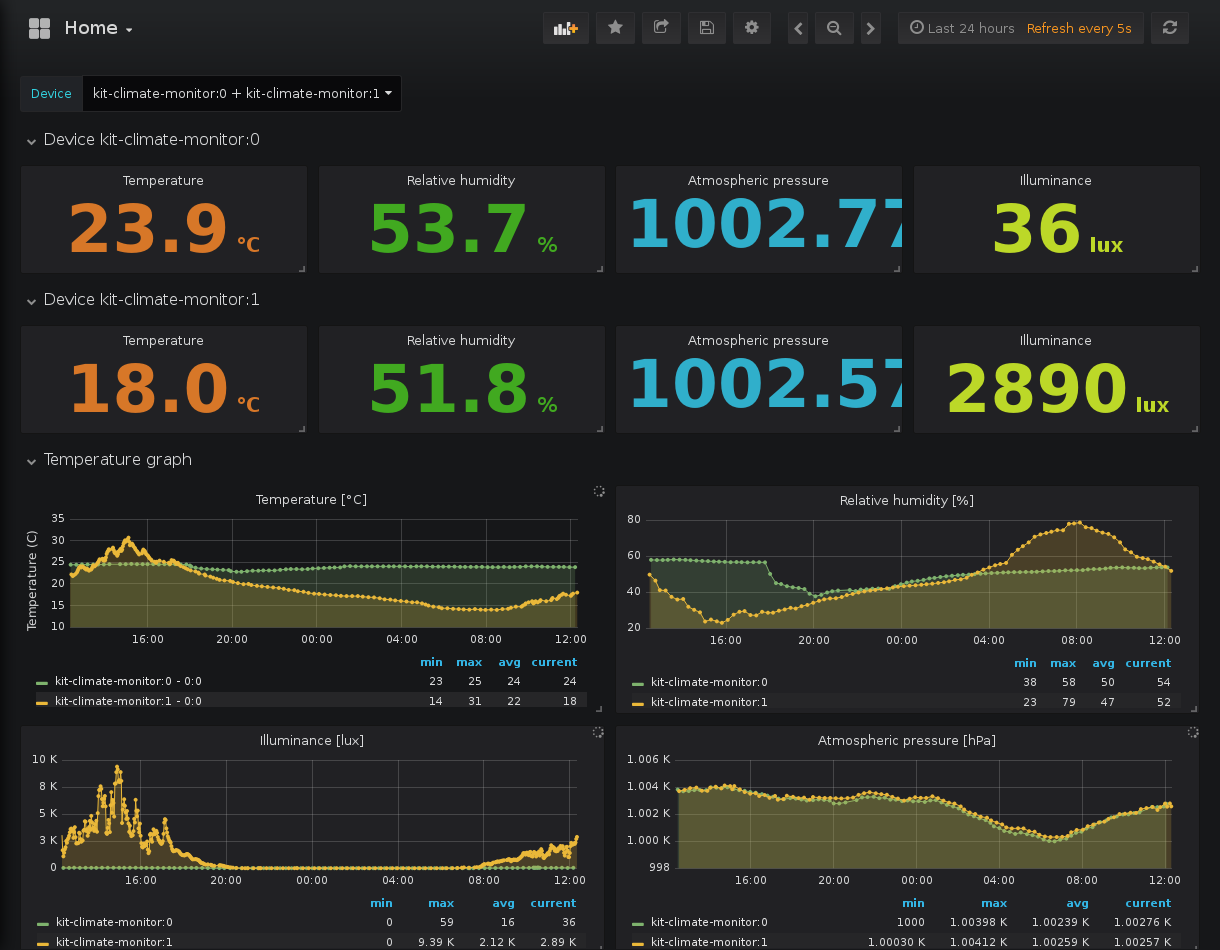 Home
Last 24 hours Refresh every 5s
Device kit-climate-monitor:0 + kit-climate-monitor:1
Device kit-climate-monitor:0
Temperature Relative humidity Atmospheric pressure Illuminance
23.9 °C 53.7 % 1002.77 36 lux
Device kit-climate-monitor:1
Temperature Relative humidity Atmospheric pressure Illuminance
18.0 °C 51.8 % 1002.57 2890 lux
Temperature graph
Temperature [°C]
Temperature (C)
35
30
25
20
15
10
16:00 20:00 00:00 04:00 08:00 12:00
min max avg current
kit-climate-monitor:0 - 0:0 23 25 24 24
kit-climate-monitor:1 - 0:0 14 31 22 18
Relative humidity [%]
80
60
40
20
16:00 20:00 00:00 04:00 08:00 12:00
min max avg current
kit-climate-monitor:0 38 58 50 54
kit-climate-monitor:1 23 79 47 52
Illuminance [lux]
10 K
8 K
5 K
3 K
0
16:00 20:00 00:00 04:00 08:00 12:00
min max avg current
kit-climate-monitor:0 0 59 16 36
kit-climate-monitor:1 0 9.39 K 2.12 K 2.89 K
Atmospheric pressure [hPa]
1.006 K
1.004 K
1.002 K
1.000 K
998
16:00 20:00 00:00 04:00 08:00 12:00
min max avg current
kit-climate-monitor:0 1000 1.00398 K 1.00239 K 1.00276 K
kit-climate-monitor:1 1.00030 K 1.00412 K 1.00259 K 1.00257 K